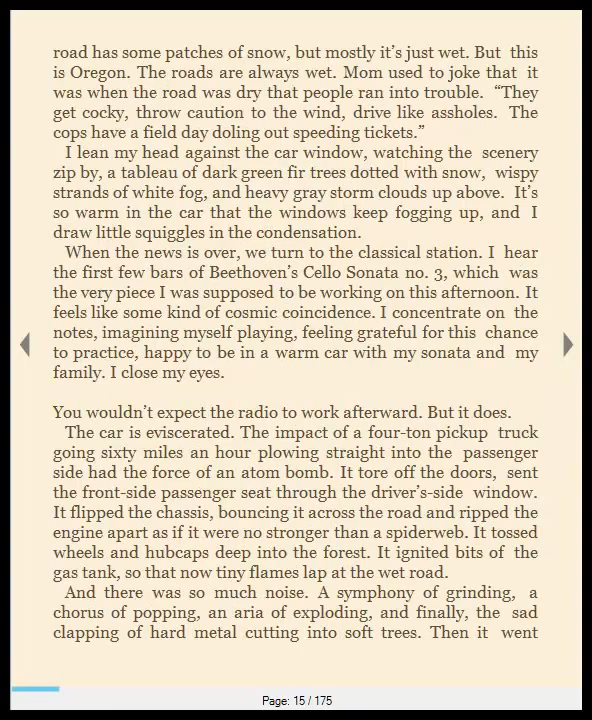 road has some patches of snow, but mostly it’s just wet. But this
is Oregon. The roads are always wet. Mom used to joke that it
was when the road was dry that people ran into trouble. “They
get cocky, throw caution to the wind, drive like assholes. The
cops have a field day doling out speeding tickets.”
I lean my head against the car window, watching the scenery
zip by, a tableau of dark green fir trees dotted with snow, wispy
strands of white fog, and heavy gray storm clouds up above. It’s
so warm in the car that the windows keep fogging up, and I
draw little squiggles in the condensation.
When the news is over, we turn to the classical station. I hear
the first few bars of Beethoven’s Cello Sonata no. 3, which was
the very piece I was supposed to be working on this afternoon. It
feels like some kind of cosmic coincidence. I concentrate on the
notes, imagining myself playing, feeling grateful for this chance
to practice, happy to be in a warm car with my sonata and my
family. I close my eyes.
You wouldn’t expect the radio to work afterward. But it does.
The car is eviscerated. The impact of a four-ton pickup truck
going sixty miles an hour plowing straight into the passenger
side had the force of an atom bomb. It tore off the doors, sent
the front-side passenger seat through the driver’s-side window.
It flipped the chassis, bouncing it across the road and ripped the
engine apart as if it were no stronger than a spiderweb. It tossed
wheels and hubcaps deep into the forest. It ignited bits of the
gas tank, so that now tiny flames lap at the wet road.
And there was so much noise. A symphony of grinding, a
chorus of popping, an aria of exploding, and finally, the sad
clapping of hard metal cutting into soft trees. Then it went
Page: 15 / 175